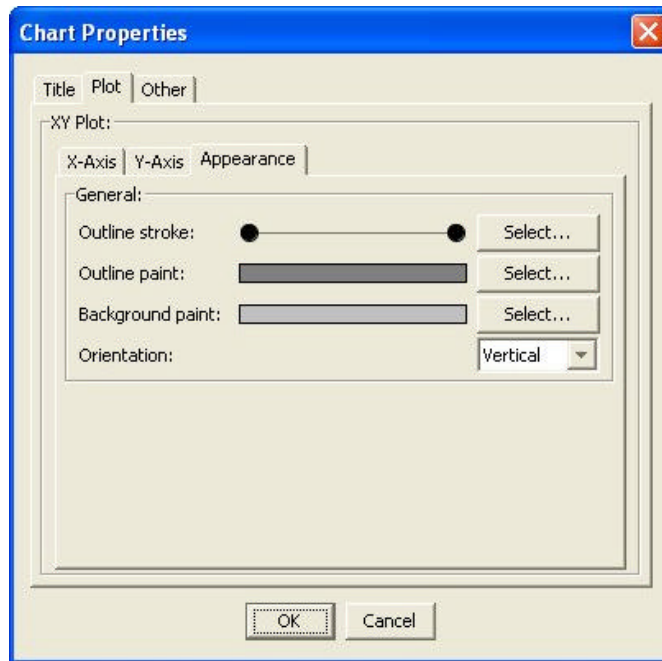 Chart Properties
Title Plot Other
XY Plot:
X-Axis Y-Axis Appearance
General:
Outline stroke: Select...
Outline paint: Select...
Background paint: Select...
Orientation: Vertical
OK Cancel